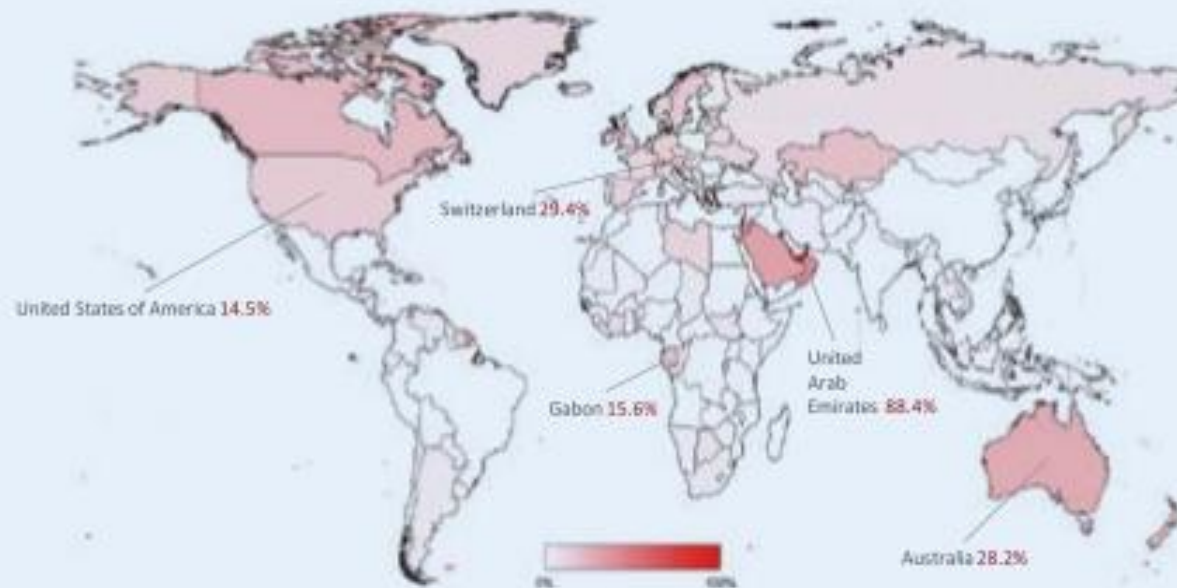 Switzerland 29.4%
United States of America 14.5%
United
Arab
Emirates 88.4%
Gabon 15.6%
Australia 28.2%
0%